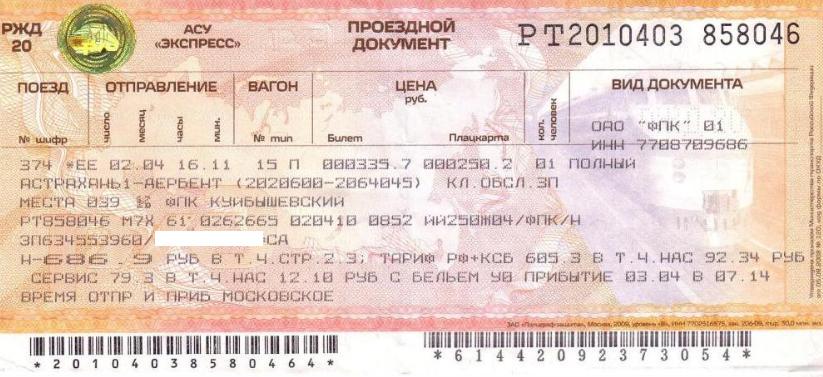 РЖД АСУ ПРОЕЗДНОЙ РТ2010403 858046
20 «ЭКСПРЕСС» ДОКУМЕНТ
ПОЕЗД ОТПРАВЛЕНИЕ ВАГОН ЦЕНА ВИД ДОКУМЕНТА
руб.
№ шифр число месяц часы мин. № тип Билет Плацкарта кол. человек
ОАО "ФПК" 01
ИНН 7708709686
374 *ЕЕ 02.04 16.11 15 П 000335.7 000250.2 01 ПОЛНЫЙ
АСТРАХАНЬ1-ДЕРБЕНТ (2020600-2064045) КЛ.ОБСЛ.3П
МЕСТА 039 ФПК КУЙБЫШЕВСКИЙ
РТ858046 М7Х 61 0262665 020410 0852 ИЙ250Ж04/ФПК/Н
ЗП634553960/ =СА
Н-686.9 РУБ В Т.Ч.СТР.2.3; ТАРИФ РФ+КСБ 605.3 В Т.Ч.НДС 92.34 РУБ
СЕРВИС 79.3 В Т.Ч.НДС 12.10 РУБ С БЕЛЬЕМ У0 ПРИБЫТИЕ 03.04 В 07.14
ВРЕМЯ ОТПР И ПРИБ МОСКОВСКОЕ
*20104038580464*
*61442092373054*